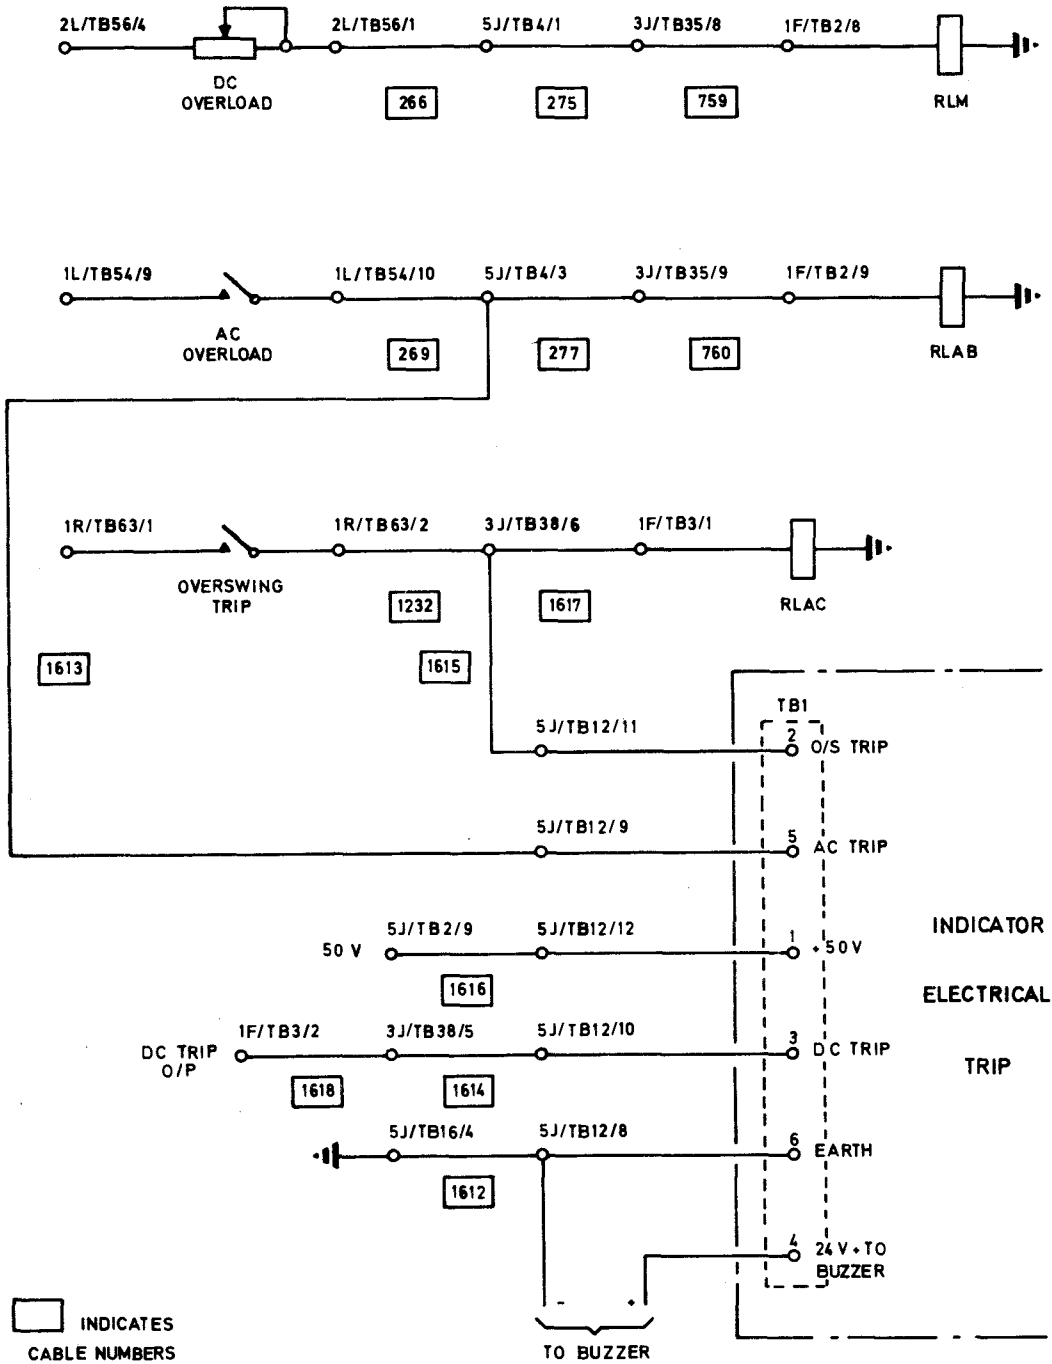 2L/TB56/4 2L/TB56/1 5J/TB4/1 3J/TB35/8 1F/TB2/8
DC
OVERLOAD
266 275 759 RLM
1L/TB54/9 1L/TB54/10 5J/TB4/3 3J/TB35/9 1F/TB2/9
AC
OVERLOAD
269 277 760 RLAB
1R/TB63/1 1R/TB63/2 3J/TB38/6 1F/TB3/1
OVERSWING
TRIP
1232 1617 RLAC
1613 1615
TB1
5J/TB12/11 2 O/S TRIP
5J/TB12/9 5 AC TRIP
50 V 5J/TB2/9 5J/TB12/12 1 +50V
1616
INDICATOR
ELECTRICAL
TRIP
DC TRIP
O/P
1F/TB3/2 3J/TB38/5 5J/TB12/10 3 DC TRIP
1618 1614
5J/TB16/4 5J/TB12/8 6 EARTH
1612
4 24V + TO
BUZZER
- +
TO BUZZER
INDICATES
CABLE NUMBERS